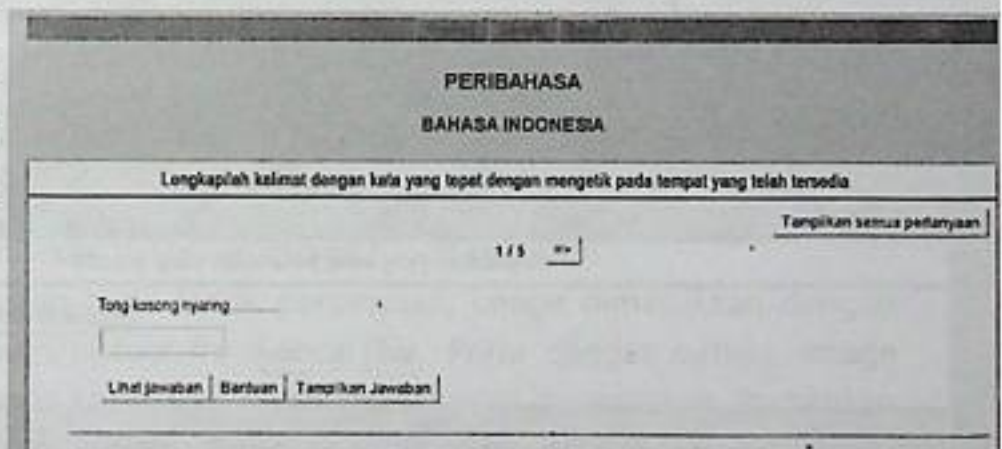 PERIBAHASA
BAHASA INDONESIA
Lengkapilah kalimat dengan kata yang tepat dengan mengetik pada tempat yang telah tersedia
Tampilkan semua pertanyaan
1 / 5 =>
Tong kosong nyaring ............
Lihat jawaban Bantuan Tampilkan Jawaban